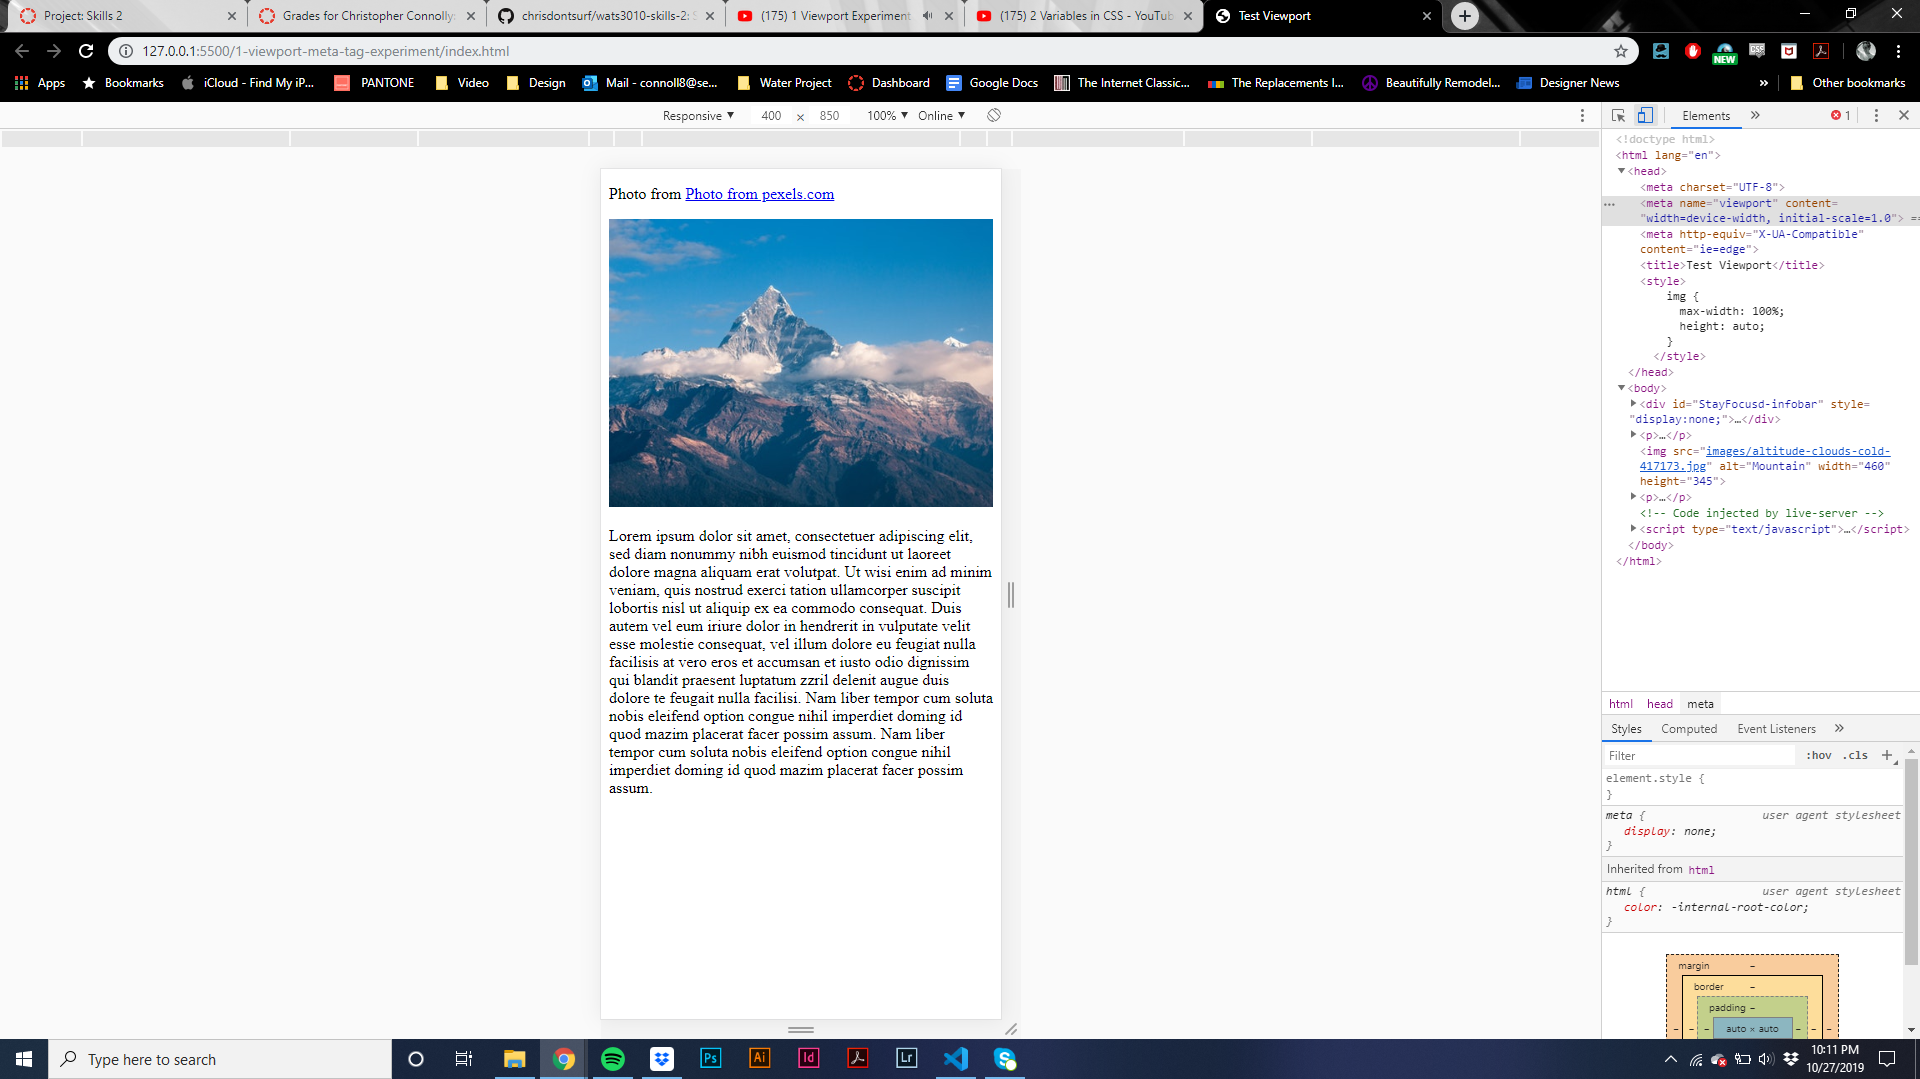 Project: Skills 2
Grades for Christopher Connolly:
chrisdontsurf/wats3010-skills-2: S
(175) 1 Viewport Experiment
(175) 2 Variables in CSS - YouTub
Test Viewport
127.0.0.1:5500/1-viewport-meta-tag-experiment/index.html
NEW
Apps
Bookmarks
iCloud - Find My iP...
PANTONE
Video
Design
Mail - connoll8@se...
Water Project
Dashboard
Google Docs
The Internet Classic...
The Replacements I...
Beautifully Remodel...
Designer News
»
Other bookmarks
Responsive ▼ 400 x 850 100% ▼ Online ▼
Elements » 1
Photo from Photo from pexels.com
Lorem ipsum dolor sit amet, consectetuer adipiscing elit,
sed diam nonummy nibh euismod tincidunt ut laoreet
dolore magna aliquam erat volutpat. Ut wisi enim ad minim
veniam, quis nostrud exerci tation ullamcorper suscipit
lobortis nisl ut aliquip ex ea commodo consequat. Duis
autem vel eum iriure dolor in hendrerit in vulputate velit
esse molestie consequat, vel illum dolore eu feugiat nulla
facilisis at vero eros et accumsan et iusto odio dignissim
qui blandit praesent luptatum zzril delenit augue duis
dolore te feugait nulla facilisi. Nam liber tempor cum soluta
nobis eleifend option congue nihil imperdiet doming id
quod mazim placerat facer possim assum. Nam liber
tempor cum soluta nobis eleifend option congue nihil
imperdiet doming id quod mazim placerat facer possim
assum.
<!doctype html>
<html lang="en">
▼<head>
<meta charset="UTF-8">
<meta name="viewport" content=
"width=device-width, initial-scale=1.0"> ==
<meta http-equiv="X-UA-Compatible"
content="ie=edge">
<title>Test Viewport</title>
<style>
img {
max-width: 100%;
height: auto;
}
</style>
</head>
▼<body>
▶<div id="StayFocusd-infobar" style=
"display:none;">…</div>
▶<p>…</p>
<img src="images/altitude-clouds-cold-
417173.jpg" alt="Mountain" width="460"
height="345">
▶<p>…</p>
<!-- Code injected by live-server -->
▶<script type="text/javascript">…</script>
</body>
</html>
html head meta
Styles Computed Event Listeners »
Filter :hov .cls +
element.style {
}
meta { user agent stylesheet
display: none;
}
Inherited from html
html { user agent stylesheet
color: -internal-root-color;
}
margin –
border –
padding –
– – – auto × auto – – –
Type here to search
Ps
Ai
Id
Lr
10:11 PM
10/27/2019